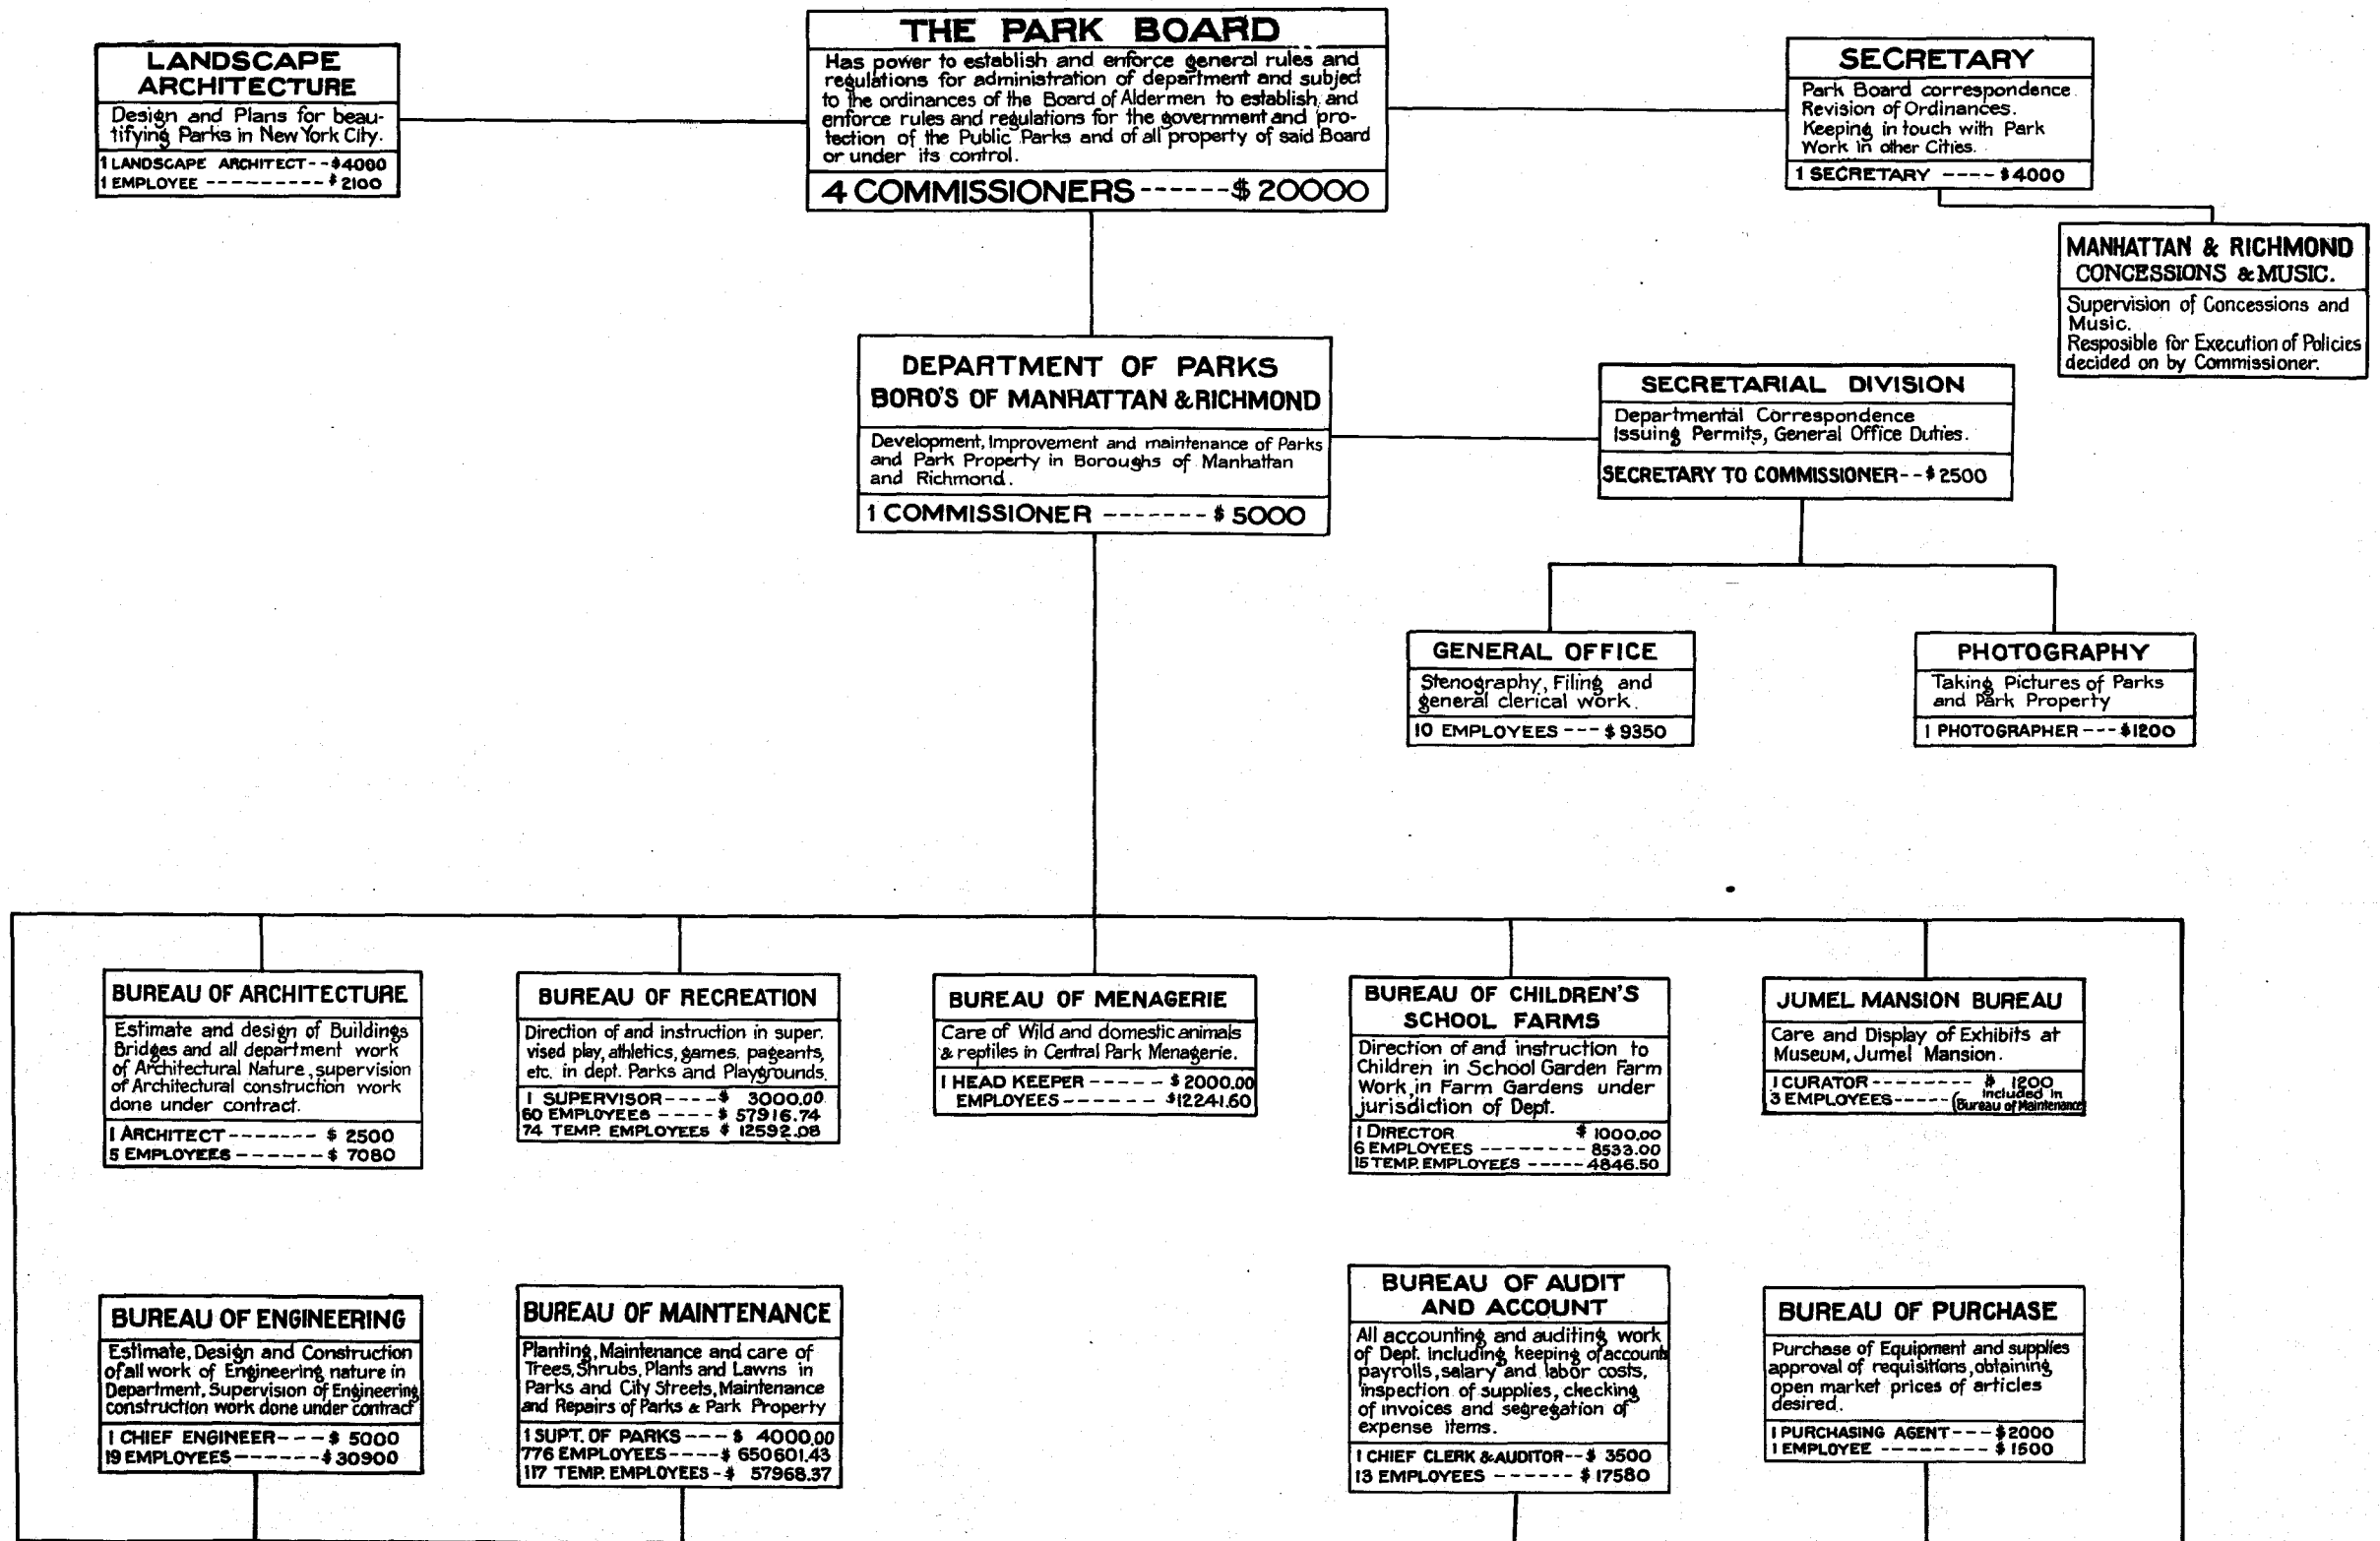 THE PARK BOARD
Has power to establish and enforce general rules and
regulations for administration of department and subject
to the ordinances of the Board of Aldermen to establish, and
enforce rules and regulations for the government and pro-
tection of the Public Parks and of all property of said Board
or under its control.
4 COMMISSIONERS ------ $ 20000
LANDSCAPE
ARCHITECTURE
Design and Plans for beau-
tifying Parks in New York City.
1 LANDSCAPE ARCHITECT -- $4000
1 EMPLOYEE --------- $ 2100
SECRETARY
Park Board correspondence
Revision of Ordinances.
Keeping in touch with Park
Work in other Cities.
1 SECRETARY ---- $4000
MANHATTAN & RICHMOND
CONCESSIONS & MUSIC.
Supervision of Concessions and
Music.
Resposible for Execution of Policies
decided on by Commissioner.
DEPARTMENT OF PARKS
BORO'S OF MANHATTAN & RICHMOND
Development, Improvement and maintenance of Parks
and Park Property in Boroughs of Manhattan
and Richmond.
1 COMMISSIONER ------- $ 5000
SECRETARIAL DIVISION
Departmental Correspondence
Issuing Permits, General Office Duties.
SECRETARY TO COMMISSIONER -- $ 2500
GENERAL OFFICE
Stenography, Filing and
general clerical work.
10 EMPLOYEES --- $ 9350
PHOTOGRAPHY
Taking Pictures of Parks
and Park Property
1 PHOTOGRAPHER --- $1200
BUREAU OF ARCHITECTURE
Estimate and design of Buildings
Bridges and all department work
of Architectural Nature, supervision
of Architectural construction work
done under contract.
1 ARCHITECT ------- $ 2500
5 EMPLOYEES ------- $ 7080
BUREAU OF RECREATION
Direction of and instruction in super.
vised play, athletics, games, pageants,
etc. in dept. Parks and Playgrounds.
1 SUPERVISOR ---- $ 3000.00
60 EMPLOYEES ---- $ 57916.74
74 TEMP. EMPLOYEES $ 12592.08
BUREAU OF MENAGERIE
Care of Wild and domestic animals
& reptiles in Central Park Menagerie.
1 HEAD KEEPER ------ $ 2000.00
EMPLOYEES ------- $12241.60
BUREAU OF CHILDREN'S
SCHOOL FARMS
Direction of and instruction to
Children in School Garden Farm
Work, in Farm Gardens under
jurisdiction of Dept.
1 DIRECTOR $ 1000.00
6 EMPLOYEES -------- 8533.00
15 TEMP. EMPLOYEES ----- 4846.50
JUMEL MANSION BUREAU
Care and Display of Exhibits at
Museum, Jumel Mansion.
1 CURATOR -------- $ 1200
3 EMPLOYEES ----- (Included in
Bureau of Maintenance
BUREAU OF ENGINEERING
Estimate, Design and Construction
of all work of Engineering nature in
Department, Supervision of Engineering
construction work done under contract
1 CHIEF ENGINEER --- $ 5000
19 EMPLOYEES ------- $ 30900
BUREAU OF MAINTENANCE
Planting, Maintenance and care of
Trees, Shrubs, Plants and Lawns in
Parks and City Streets, Maintenance
and Repairs of Parks & Park Property
1 SUPT. OF PARKS --- $ 4000.00
776 EMPLOYEES ---- $ 650601.43
117 TEMP. EMPLOYEES - $ 57968.37
BUREAU OF AUDIT
AND ACCOUNT
All accounting and auditing work
of Dept. including keeping of accounts
payrolls, salary and labor costs,
inspection of supplies, checking
of invoices and segregation of
expense items.
1 CHIEF CLERK & AUDITOR -- $ 3500
13 EMPLOYEES ------ $ 17580
BUREAU OF PURCHASE
Purchase of Equipment and supplies
approval of requisitions, obtaining
open market prices of articles
desired.
1 PURCHASING AGENT --- $2000
1 EMPLOYEE --------- $ 1500